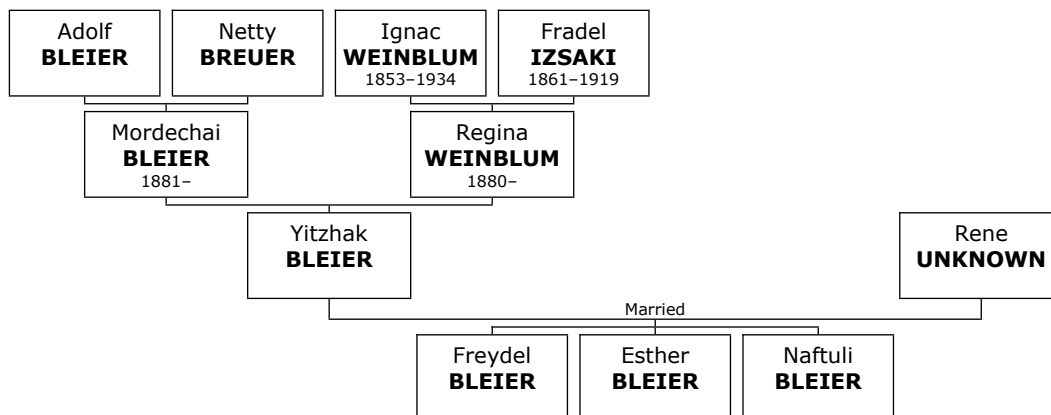 Adolf
BLEIER
Netty
BREUER
Ignac
WEINBLUM
1853–1934
Fradel
IZSAKI
1861–1919
Mordechai
BLEIER
1881–
Regina
WEINBLUM
1880–
Yitzhak
BLEIER
Rene
UNKNOWN
Married
Freydel
BLEIER
Esther
BLEIER
Naftuli
BLEIER